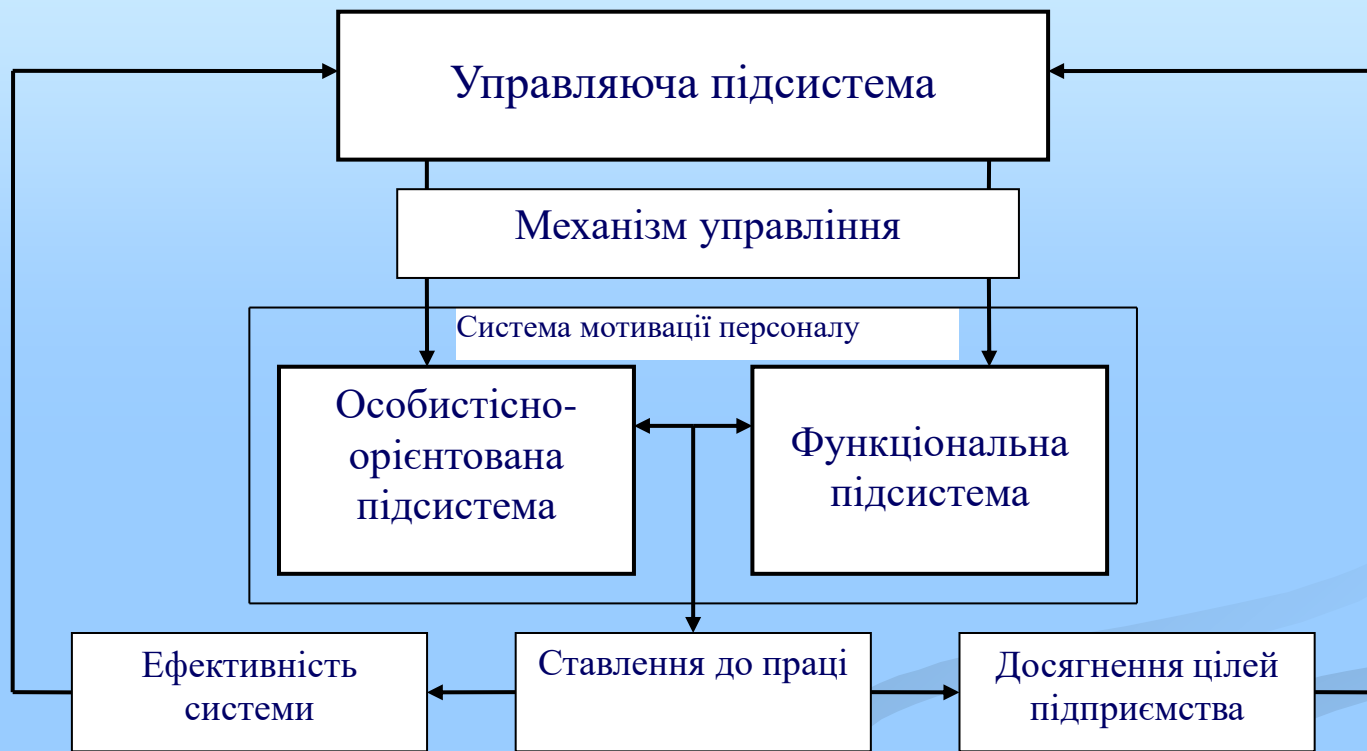 Управляюча підсистема
Механізм управління
Система мотивації персоналу
Особистісно-
орієнтована
підсистема
Функціональна
підсистема
Ефективність
системи
Ставлення до праці
Досягнення цілей
підприємства